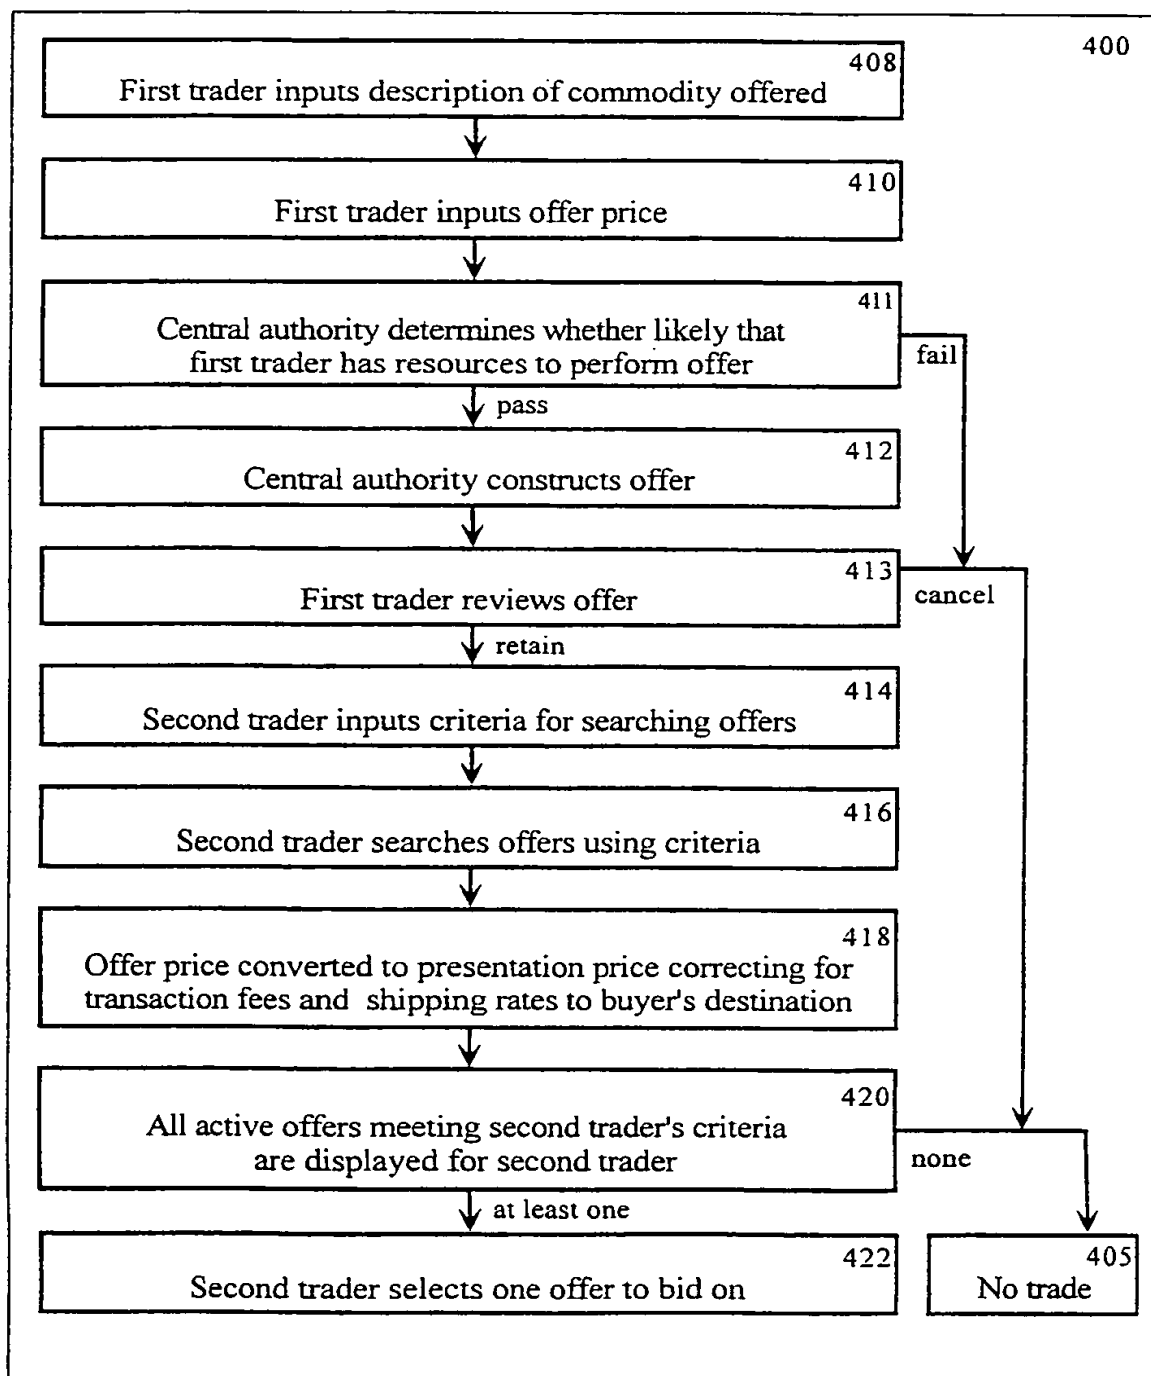 400
408
First trader inputs description of commodity offered
410
First trader inputs offer price
411
Central authority determines whether likely that
first trader has resources to perform offer
fail
pass
412
Central authority constructs offer
413
First trader reviews offer
cancel
retain
414
Second trader inputs criteria for searching offers
416
Second trader searches offers using criteria
418
Offer price converted to presentation price correcting for
transaction fees and shipping rates to buyer's destination
420
All active offers meeting second trader's criteria
are displayed for second trader
none
at least one
422
Second trader selects one offer to bid on
405
No trade